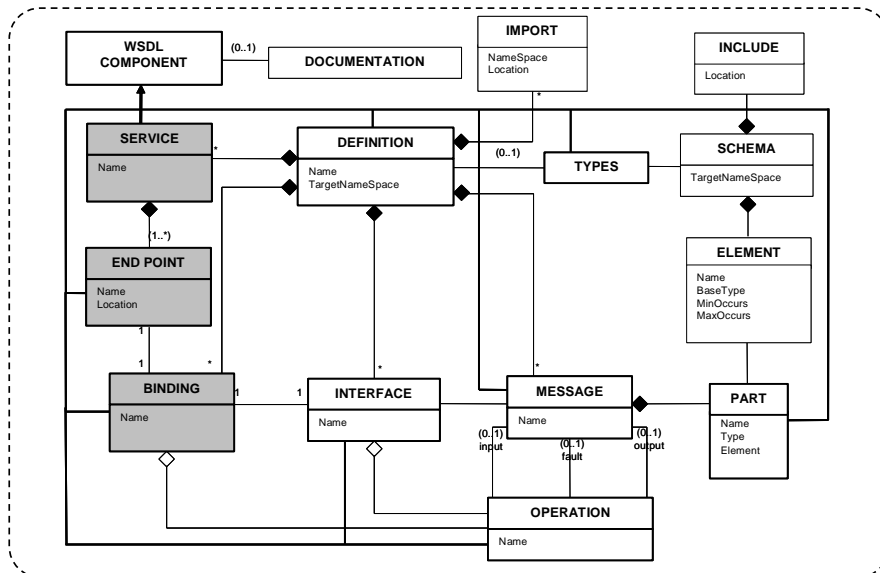 WSDL
COMPONENT
(0..1)
DOCUMENTATION
IMPORT
NameSpace
Location
*
INCLUDE
Location
SERVICE
Name
*
DEFINITION
Name
TargetNameSpace
(0..1)
TYPES
SCHEMA
TargetNameSpace
(1..*)
END POINT
Name
Location
ELEMENT
Name
BaseType
MinOccurs
MaxOccurs
1
1
*
*
*
BINDING
Name
1
1
INTERFACE
Name
MESSAGE
Name
PART
Name
Type
Element
(0..1)
input
(0..1)
fault
(0..1)
output
OPERATION
Name